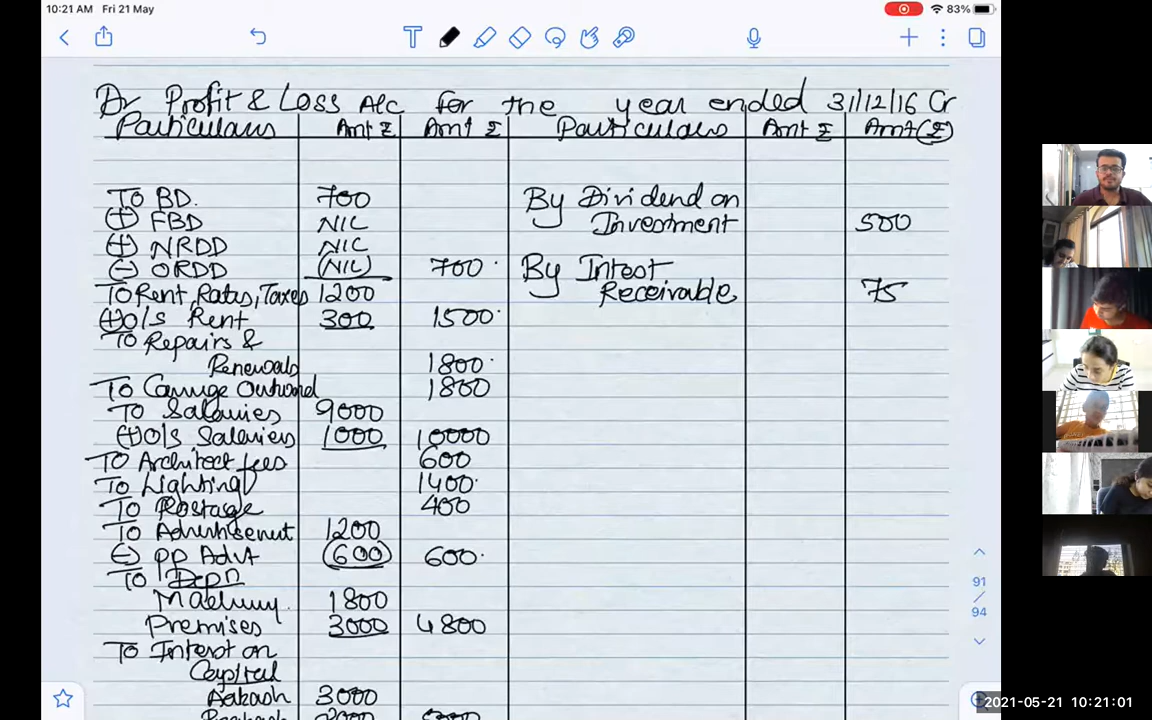 10:21 AM Fri 21 May
83%
Dr Profit & Loss A/c for the year ended 31/12/16 Cr
Particulars Amt ₹ Amt ₹ Particulars Amt ₹ Amt (₹)
To BD. 700 By Dividend on
(+) FBD NIL Investment 500
(+) NRDD NIL
(-) ORDD (NIL) 700 By Intest
To Rent, Rates, Taxes 1200 Receivable 75
(+) O/s Rent 300 1500
To Repairs &
Renewals 1800
To Carriage Outward 1800
To Salaries 9000
(+) O/s Salaries 1000 10000
To Architect fees 600
To Lighting 1400
To Postage 400
To Advertisement 1200
(-) PP Advt (600) 600
To Depn
Machinery 1800
Premises 3000 4800
To Interest on
Capital
Aakash 3000
91
/
94
2021-05-21 10:21:01